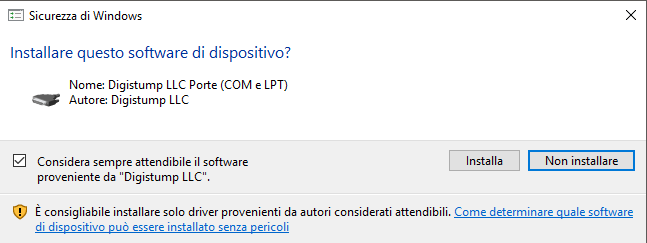 Sicurezza di Windows
Installare questo software di dispositivo?
Nome: Digistump LLC Porte (COM e LPT)
Autore: Digistump LLC
Considera sempre attendibile il software
proveniente da "Digistump LLC".
Installa
Non installare
È consigliabile installare solo driver provenienti da autori considerati attendibili. Come determinare quale software
di dispositivo può essere installato senza pericoli